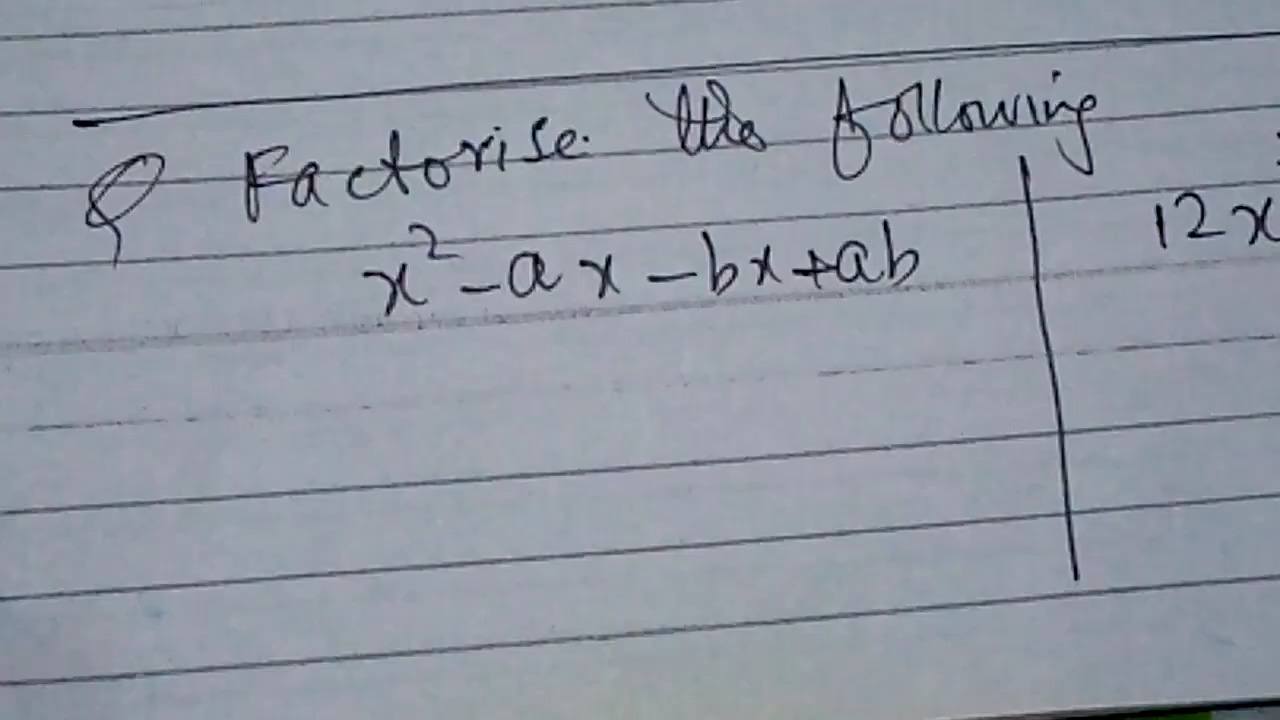 Q Factorise the following
x² - ax - bx + ab
12x